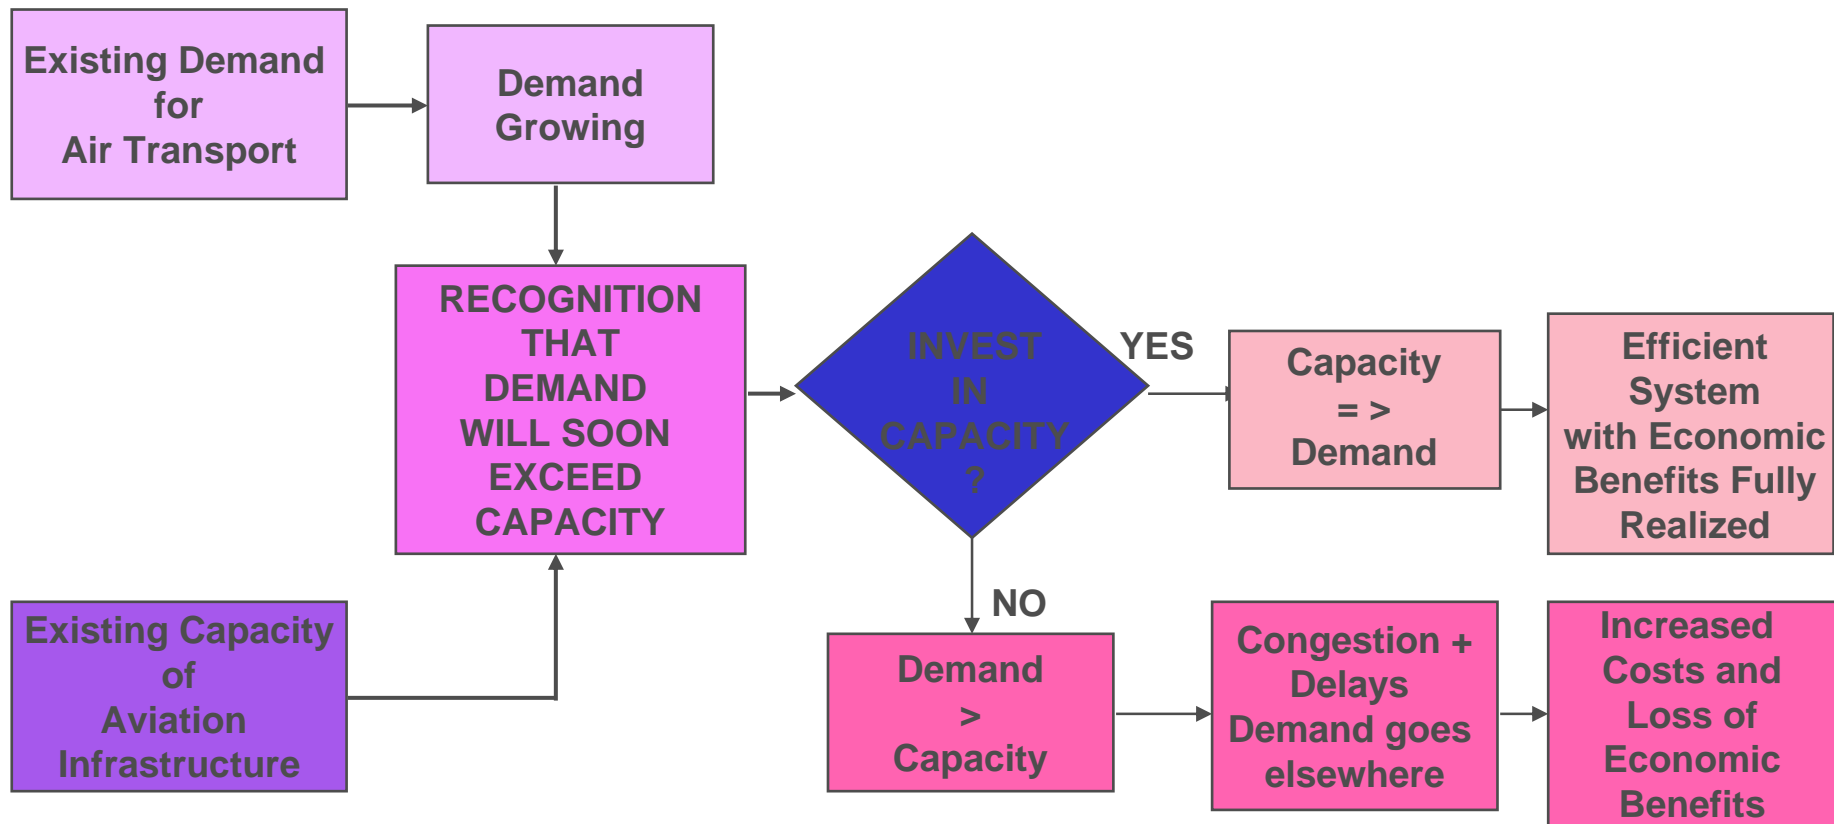 Existing Demand
for
Air Transport
Demand
Growing
RECOGNITION
THAT
DEMAND
WILL SOON
EXCEED
CAPACITY
Existing Capacity
of
Aviation
Infrastructure
INVEST
IN
CAPACITY
?
YES
Capacity
= >
Demand
Efficient
System
with Economic
Benefits Fully
Realized
NO
Demand
>
Capacity
Congestion +
Delays
Demand goes
elsewhere
Increased
Costs and
Loss of
Economic
Benefits